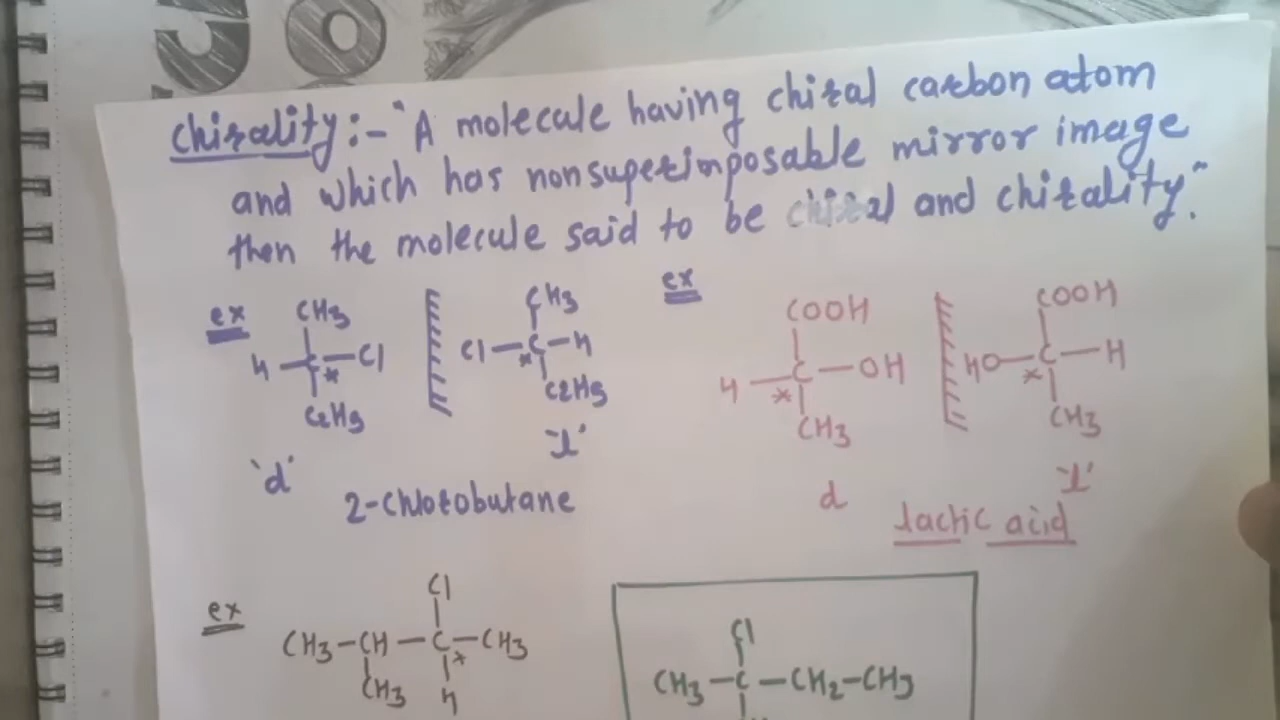 Chirality:- "A molecule having chiral carbon atom
and which has nonsuperimposable mirror image
then the molecule said to be chiral and chirality".
ex
CH3
H-C-Cl
*
C2H5
'd'
CH3
Cl-C-H
*
C2H5
'l'
2-chlorobutane
ex
COOH
H-C-OH
*
CH3
d
COOH
HO-C-H
*
CH3
'l'
lactic acid
ex
Cl
CH3-CH-C-CH3
*
CH3 H
Cl
CH3-C-CH2-CH3